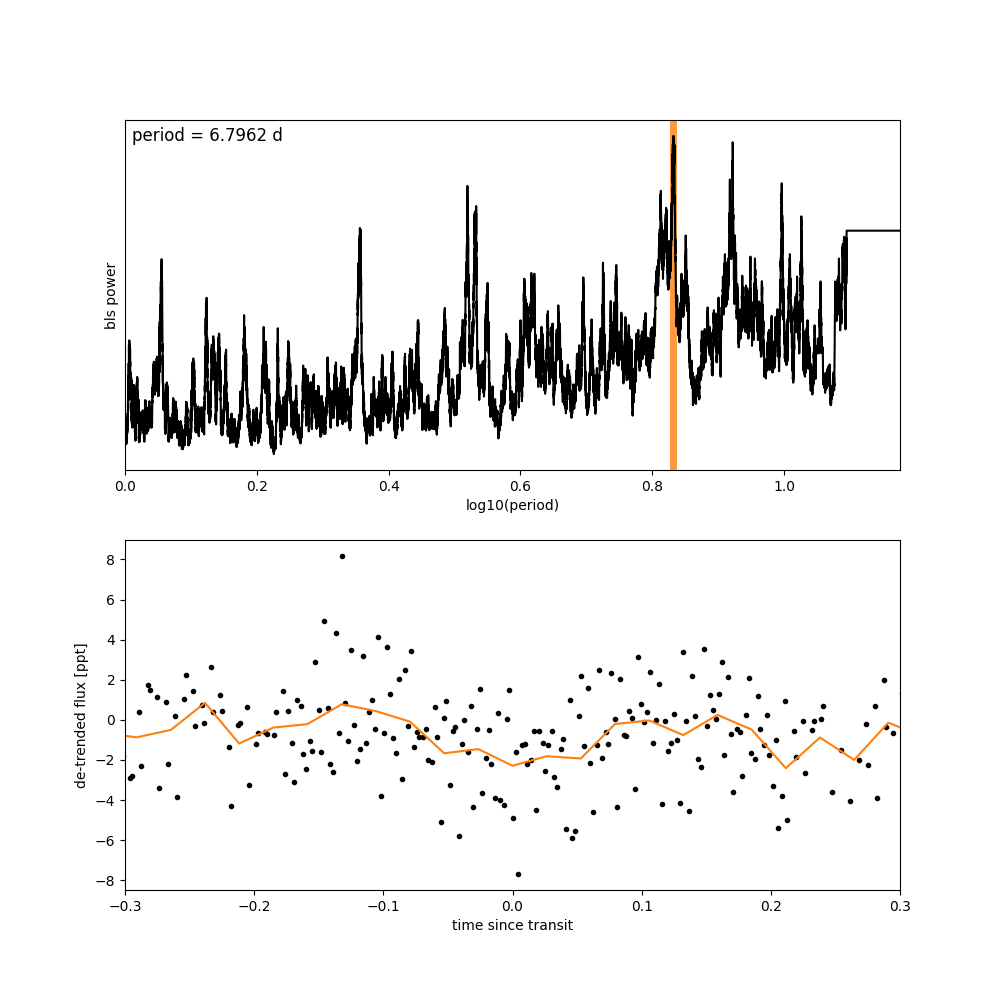 period = 6.7962 d
bls power
0.0 0.2 0.4 0.6 0.8 1.0
log10(period)
8
6
4
2
0
−2
−4
−6
−8
de-trended flux [ppt]
−0.3 −0.2 −0.1 0.0 0.1 0.2 0.3
time since transit